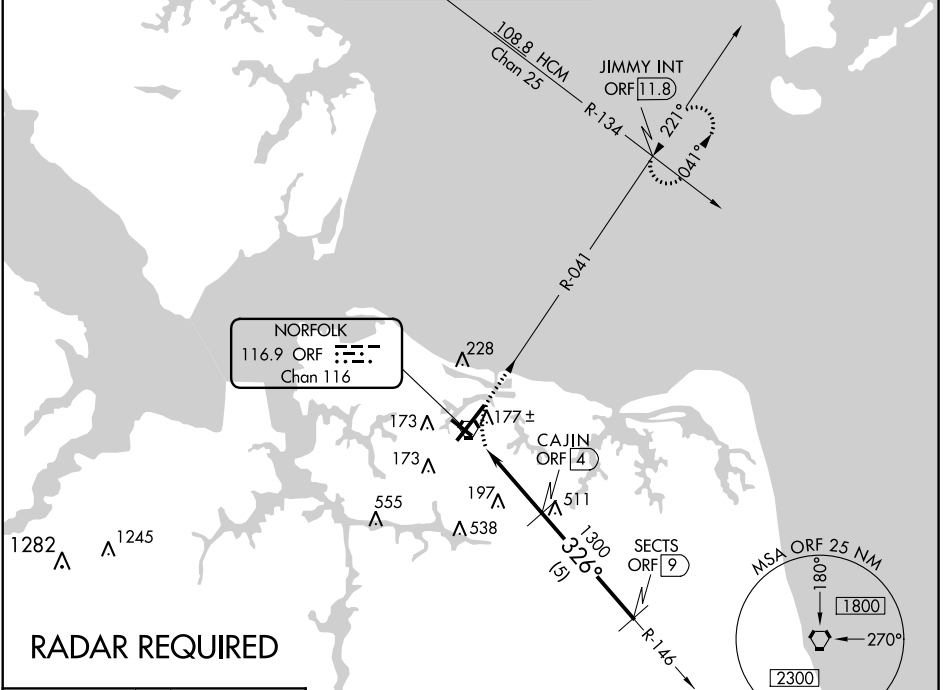 108.8 HCM
Chan 25
R-134
JIMMY INT
ORF 11.8
221°
041°
R-041
NORFOLK
116.9 ORF
Chan 116
228
177 ±
173
173
CAJIN
ORF 4
197
511
555
538
1282
1245
1300
326°
(5)
SECTS
ORF 9
R-146
MSA ORF 25 NM
180°
1800
270°
2300
RADAR REQUIRED